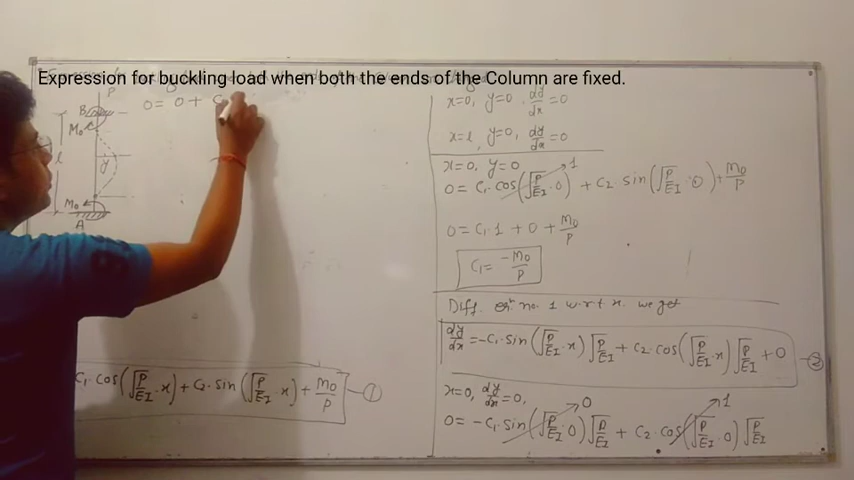 Expression for buckling load when both the ends of the Column are fixed.
P
0 = 0 + C
B
M₀
l
y
M₀
A
C₁·cos(√(P/EI)·x) + C₂·sin(√(P/EI)·x) + M₀/P —①
x=0, y=0, dy/dx=0
x=l, y=0, dy/dx=0
x=0, y=0
0 = C₁·cos(√(P/EI)·0) → 1 + C₂·sin(√(P/EI)·0) + M₀/P
0 = C₁·1 + 0 + M₀/P
C₁ = -M₀/P
Diff. eqⁿ no. 1 w.r.t x. we get
dy/dx = -C₁·sin(√(P/EI)·x)√(P/EI) + C₂·cos(√(P/EI)·x)√(P/EI) + 0 —②
x=0, dy/dx=0,
0 = -C₁·sin(√(P/EI)·0) → 0 √(P/EI) + C₂·cos(√(P/EI)·0) → 1 √(P/EI)